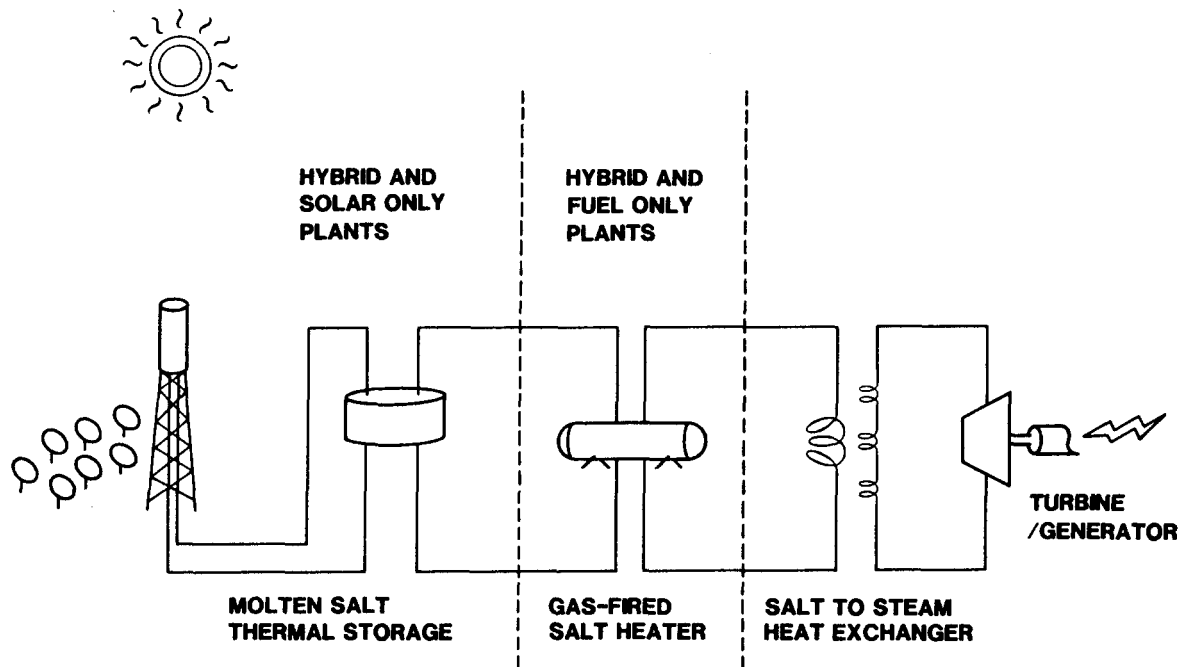 HYBRID AND
SOLAR ONLY
PLANTS
HYBRID AND
FUEL ONLY
PLANTS
TURBINE
/GENERATOR
MOLTEN SALT
THERMAL STORAGE
GAS-FIRED
SALT HEATER
SALT TO STEAM
HEAT EXCHANGER